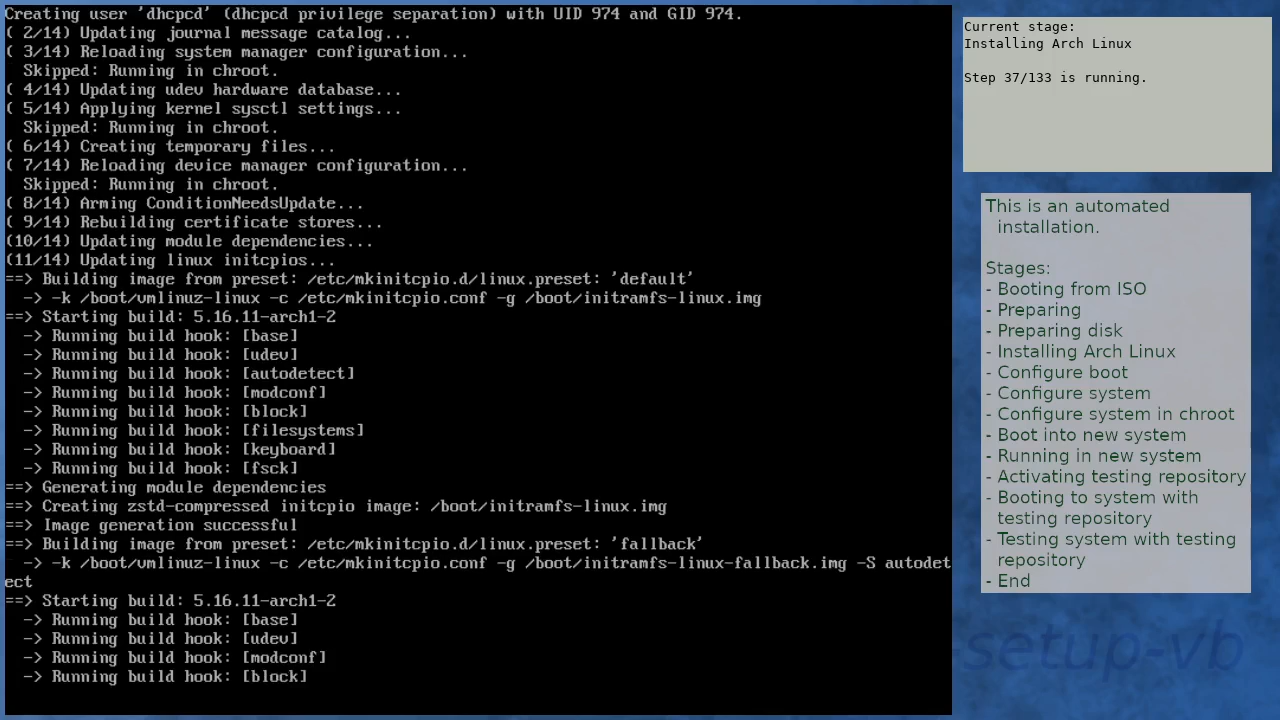 Creating user 'dhcpcd' (dhcpcd privilege separation) with UID 974 and GID 974.
( 2/14) Updating journal message catalog...
( 3/14) Reloading system manager configuration...
  Skipped: Running in chroot.
( 4/14) Updating udev hardware database...
( 5/14) Applying kernel sysctl settings...
  Skipped: Running in chroot.
( 6/14) Creating temporary files...
( 7/14) Reloading device manager configuration...
  Skipped: Running in chroot.
( 8/14) Arming ConditionNeedsUpdate...
( 9/14) Rebuilding certificate stores...
(10/14) Updating module dependencies...
(11/14) Updating linux initcpios...
==> Building image from preset: /etc/mkinitcpio.d/linux.preset: 'default'
  -> -k /boot/vmlinuz-linux -c /etc/mkinitcpio.conf -g /boot/initramfs-linux.img
==> Starting build: 5.16.11-arch1-2
  -> Running build hook: [base]
  -> Running build hook: [udev]
  -> Running build hook: [autodetect]
  -> Running build hook: [modconf]
  -> Running build hook: [block]
  -> Running build hook: [filesystems]
  -> Running build hook: [keyboard]
  -> Running build hook: [fsck]
==> Generating module dependencies
==> Creating zstd-compressed initcpio image: /boot/initramfs-linux.img
==> Image generation successful
==> Building image from preset: /etc/mkinitcpio.d/linux.preset: 'fallback'
  -> -k /boot/vmlinuz-linux -c /etc/mkinitcpio.conf -g /boot/initramfs-linux-fallback.img -S autodet
ect
==> Starting build: 5.16.11-arch1-2
  -> Running build hook: [base]
  -> Running build hook: [udev]
  -> Running build hook: [modconf]
  -> Running build hook: [block]
Current stage:
Installing Arch Linux
Step 37/133 is running.
This is an automated
installation.
Stages:
- Booting from ISO
- Preparing
- Preparing disk
- Installing Arch Linux
- Configure boot
- Configure system
- Configure system in chroot
- Boot into new system
- Running in new system
- Activating testing repository
- Booting to system with
testing repository
- Testing system with testing
repository
- End
-setup-vb